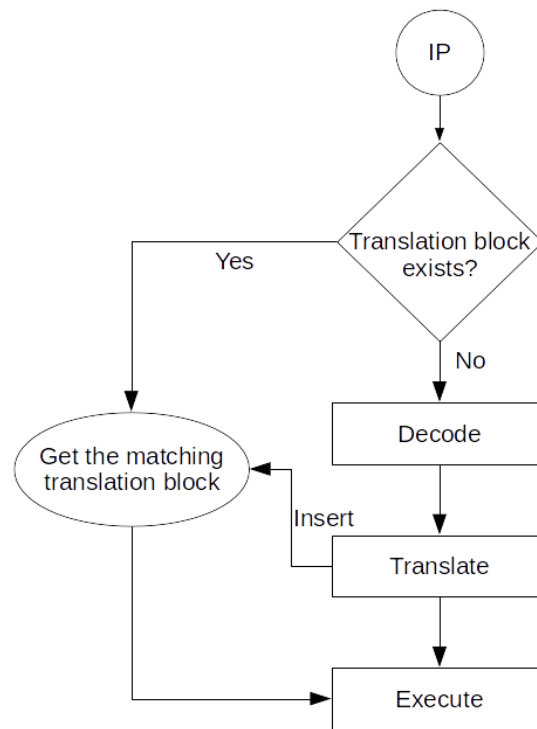 IP
Translation block
exists?
Yes
No
Decode
Get the matching
translation block
Insert
Translate
Execute